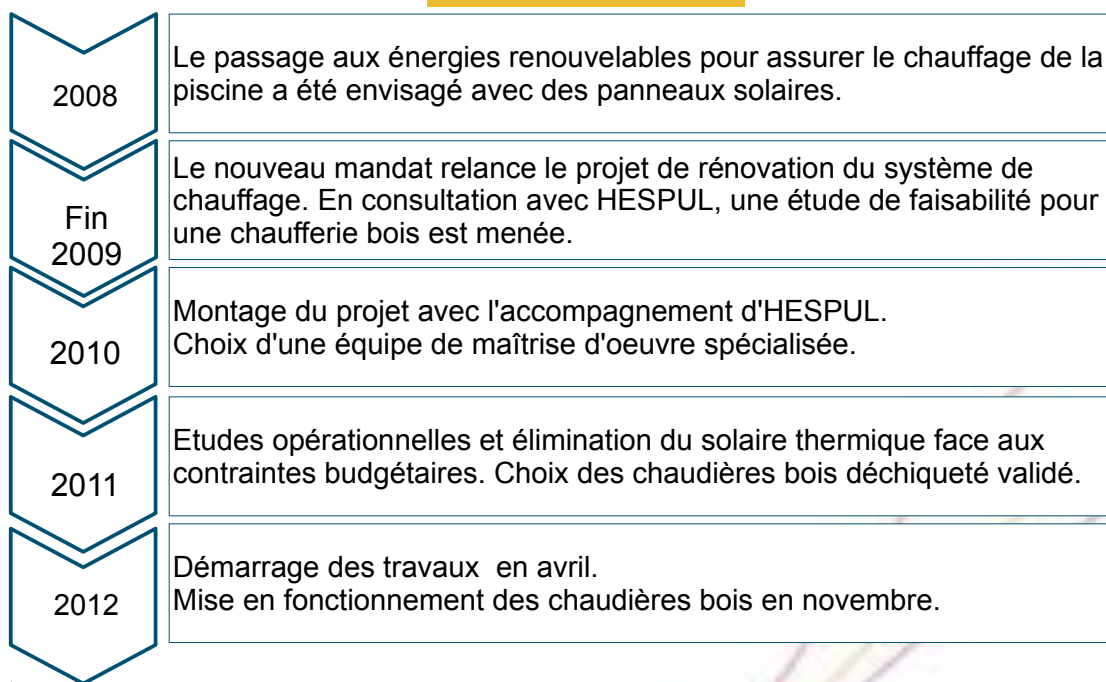 2008
Le passage aux énergies renouvelables pour assurer le chauffage de la
piscine a été envisagé avec des panneaux solaires.
Fin
2009
Le nouveau mandat relance le projet de rénovation du système de
chauffage. En consultation avec HESPUL, une étude de faisabilité pour
une chaufferie bois est menée.
2010
Montage du projet avec l'accompagnement d'HESPUL.
Choix d'une équipe de maîtrise d'oeuvre spécialisée.
2011
Etudes opérationnelles et élimination du solaire thermique face aux
contraintes budgétaires. Choix des chaudières bois déchiqueté validé.
2012
Démarrage des travaux  en avril.
Mise en fonctionnement des chaudières bois en novembre.